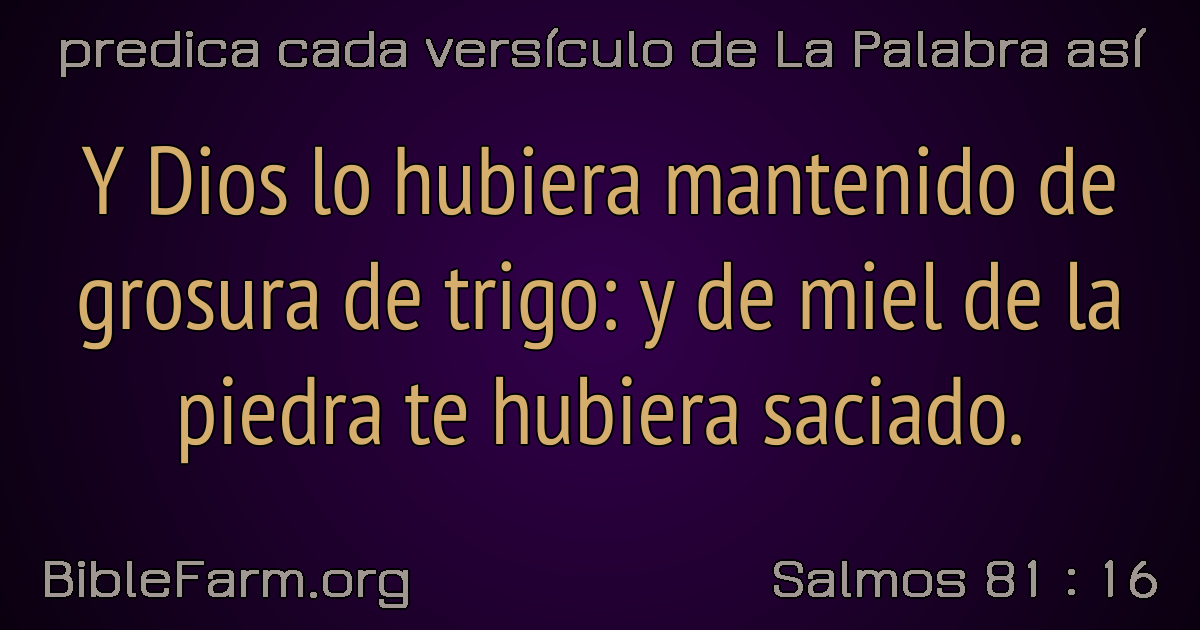 predica cada versículo de La Palabra así
Y Dios lo hubiera mantenido de
grosura de trigo: y de miel de la
piedra te hubiera saciado.
BibleFarm.org
Salmos 81 : 16